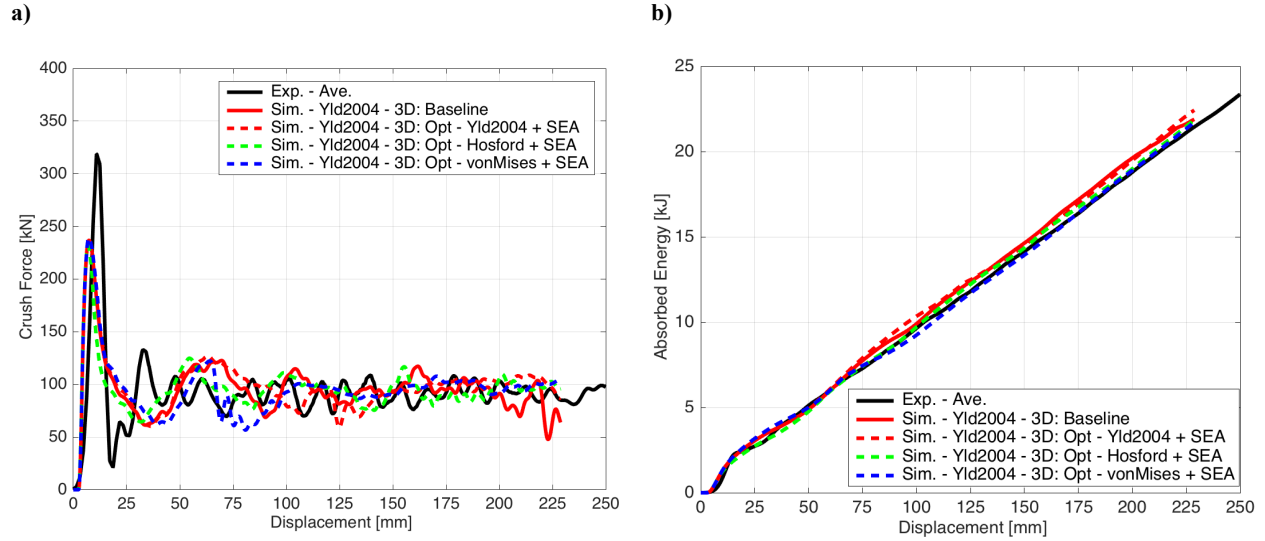 a)
400
350
300
250
200
150
100
50
0
Crush Force [kN]
Exp. - Ave.
Sim. - Yld2004 - 3D: Baseline
Sim. - Yld2004 - 3D: Opt - Yld2004 + SEA
Sim. - Yld2004 - 3D: Opt - Hosford + SEA
Sim. - Yld2004 - 3D: Opt - vonMises + SEA
0 25 50 75 100 125 150 175 200 225 250
Displacement [mm]
b)
25
20
15
10
5
0
Absorbed Energy [kJ]
Exp. - Ave.
Sim. - Yld2004 - 3D: Baseline
Sim. - Yld2004 - 3D: Opt - Yld2004 + SEA
Sim. - Yld2004 - 3D: Opt - Hosford + SEA
Sim. - Yld2004 - 3D: Opt - vonMises + SEA
0 25 50 75 100 125 150 175 200 225 250
Displacement [mm]